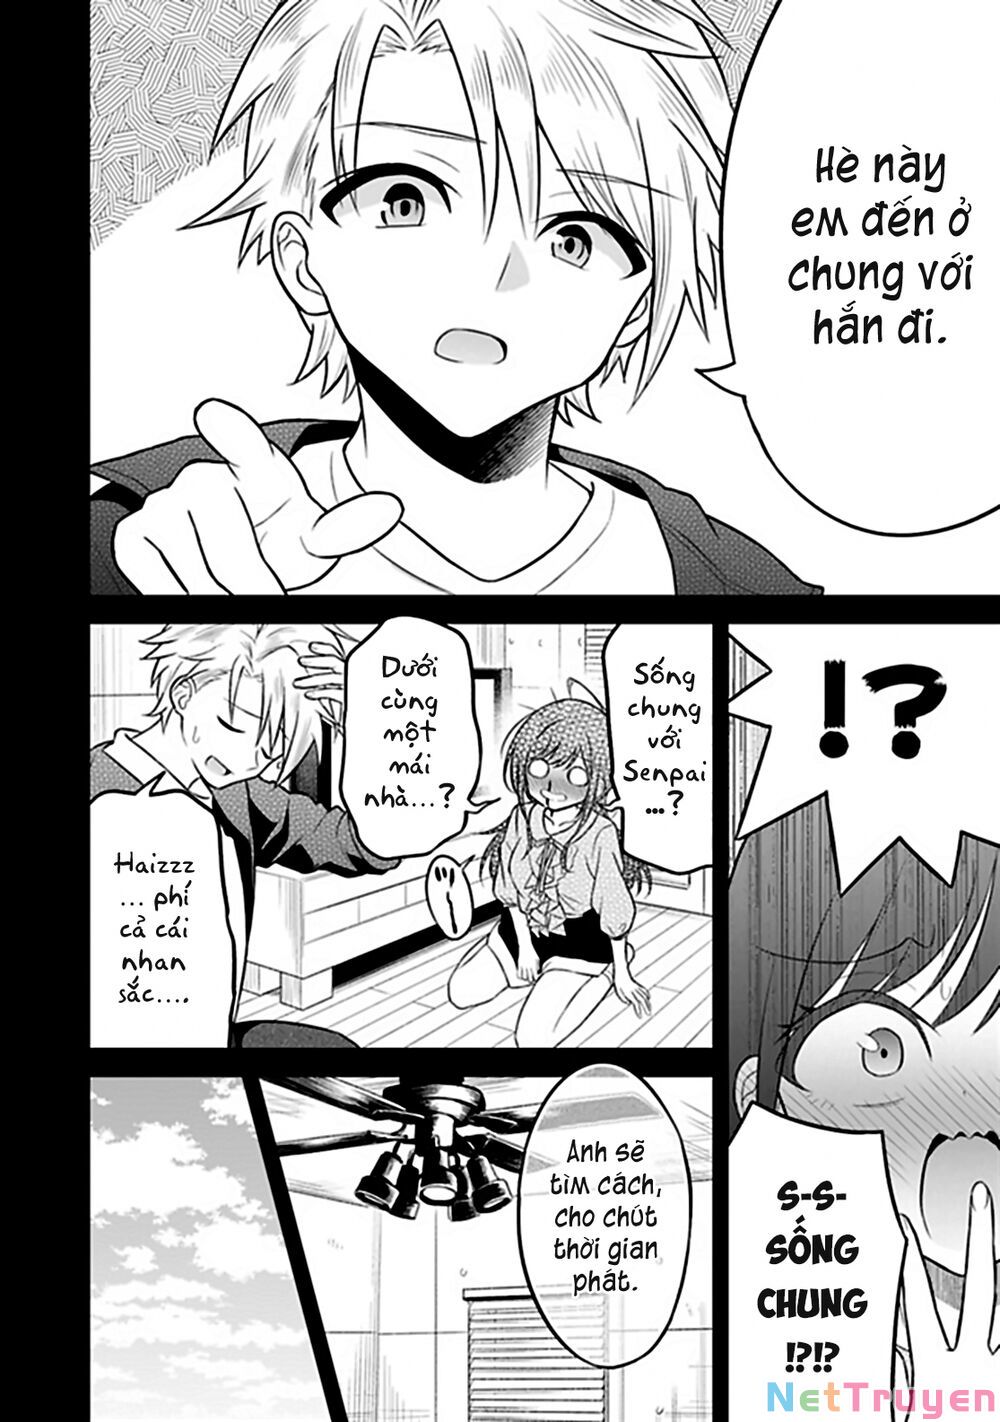 Hè này
em đến ở
chung với
hắn đi.
!?
S-S-
SỐNG
CHUNG
!?!?
Sống
chung
với
Senpai
...?
Dưới
cùng
một
mái
nhà...?
Haizzz
... phí
cả cái
nhan
sắc....
Anh sẽ
tìm cách,
cho chút
thời gian
phát.
NetTruyen